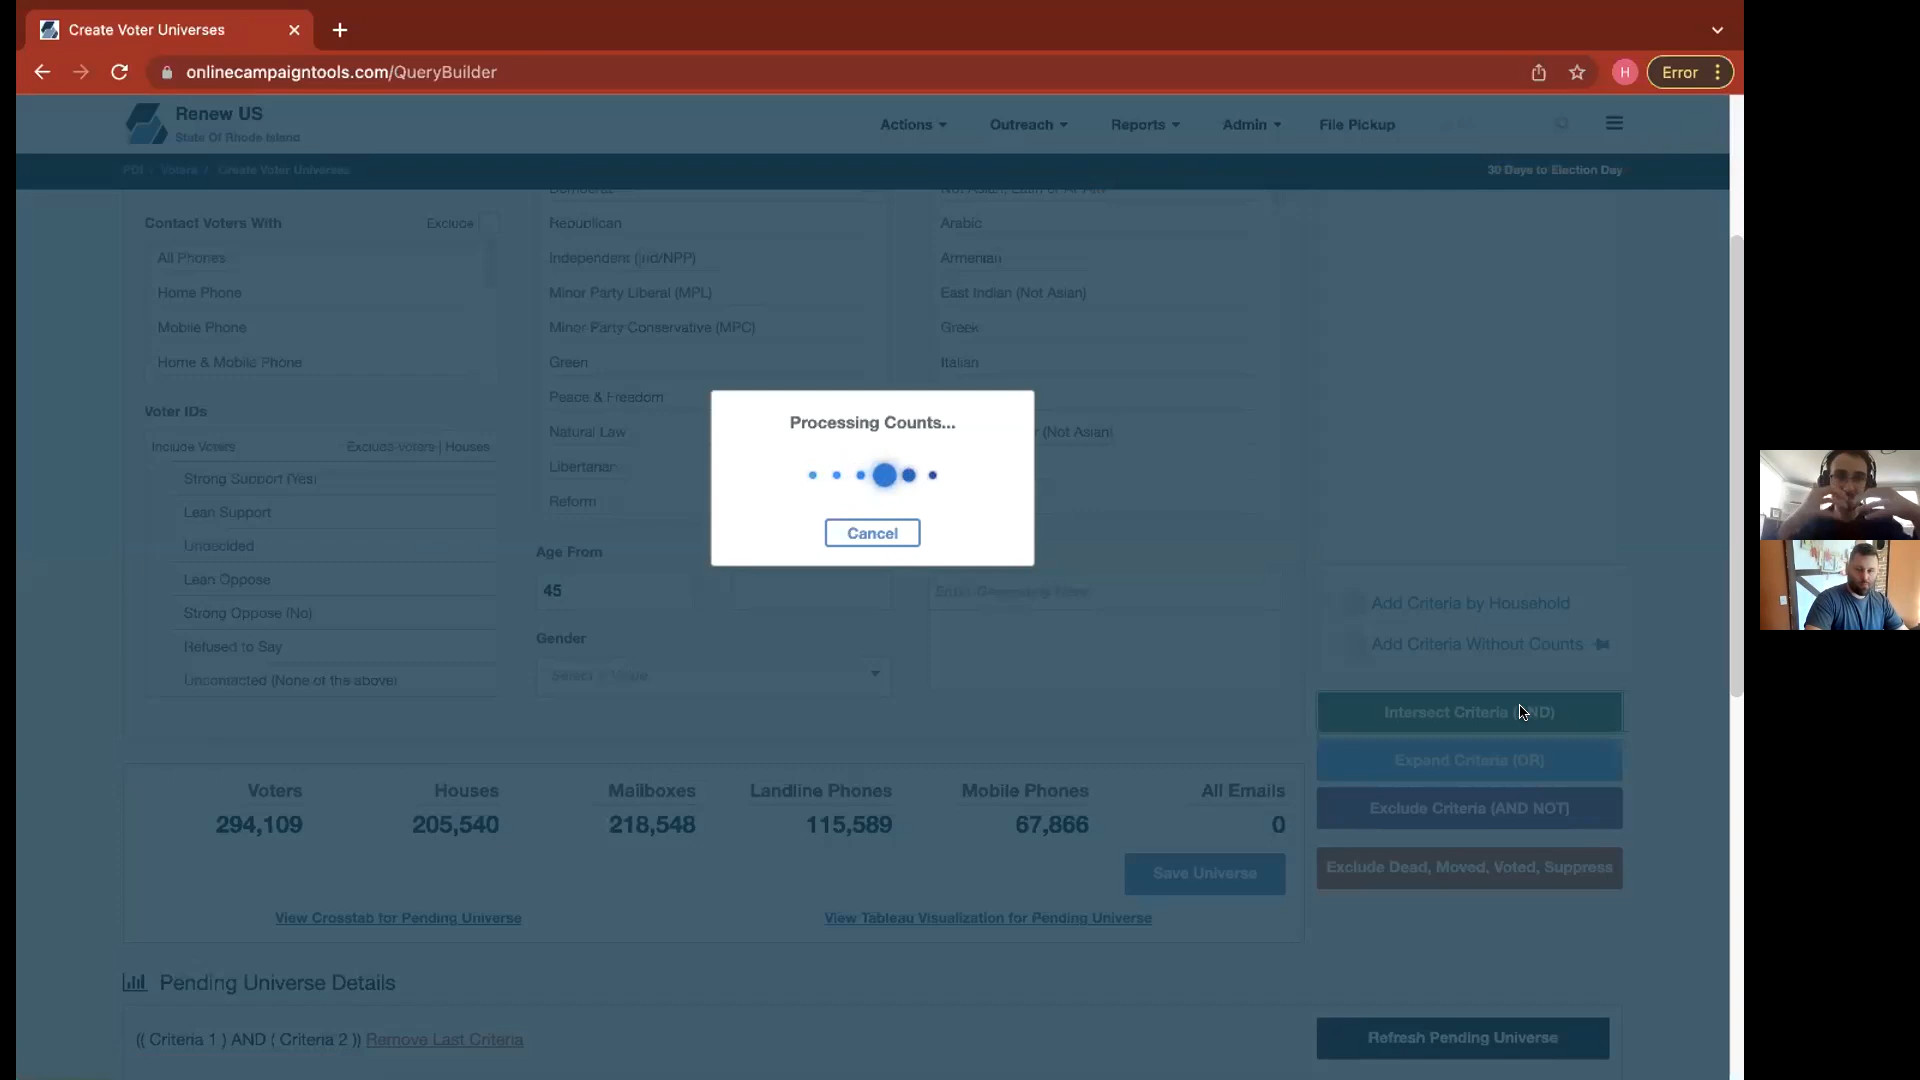 Create Voter Universes
onlinecampaigntools.com/QueryBuilder
H
Error
Renew US
State Of Rhode Island
Actions
Outreach
Reports
Admin
File Pickup
PDI / Voters / Create Voter Universes
30 Days to Election Day
Democrat
Contact Voters With
Exclude
Republican
Arabic
All Phones
Independent (Ind/NPP)
Armenian
Home Phone
Minor Party Liberal (MPL)
East Indian (Not Asian)
Mobile Phone
Minor Party Conservative (MPC)
Greek
Home & Mobile Phone
Green
Italian
Peace & Freedom
Voter IDs
Processing Counts...
Natural Law
(Not Asian)
Include Voters
Exclude Voters | Houses
Libertarian
Strong Support (Yes)
Reform
Lean Support
Cancel
Undecided
Age From
Lean Oppose
45
Add Criteria by Household
Strong Oppose (No)
Gender
Refused to Say
Add Criteria Without Counts
Uncontacted (None of the above)
Select
Intersect Criteria (AND)
Expand Criteria (OR)
Exclude Criteria (AND NOT)
Exclude Dead, Moved, Voted, Suppress
Voters
Houses
Mailboxes
Landline Phones
Mobile Phones
All Emails
294,109
205,540
218,548
115,589
67,866
0
Save Universe
View Crosstab for Pending Universe
View Tableau Visualization for Pending Universe
Pending Universe Details
(( Criteria 1 ) AND ( Criteria 2 )) Remove Last Criteria
Refresh Pending Universe